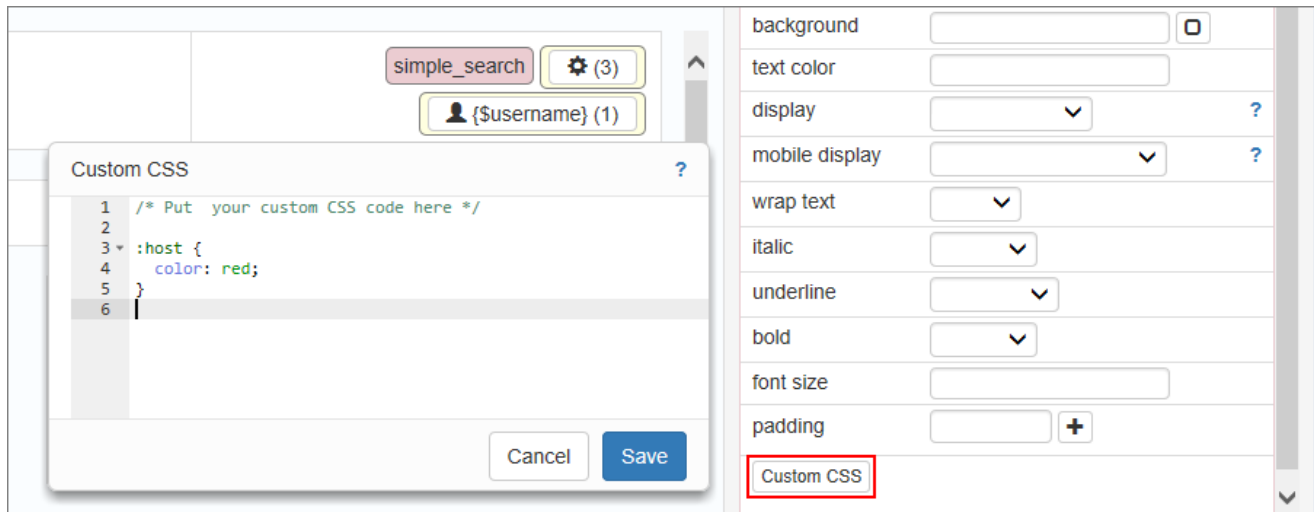 simple_search
(3)
{$username} (1)
Custom CSS
?
1 /* Put  your custom CSS code here */
2
3 :host {
4   color: red;
5 }
6
Cancel
Save
background
text color
display
?
mobile display
?
wrap text
italic
underline
bold
font size
padding
Custom CSS